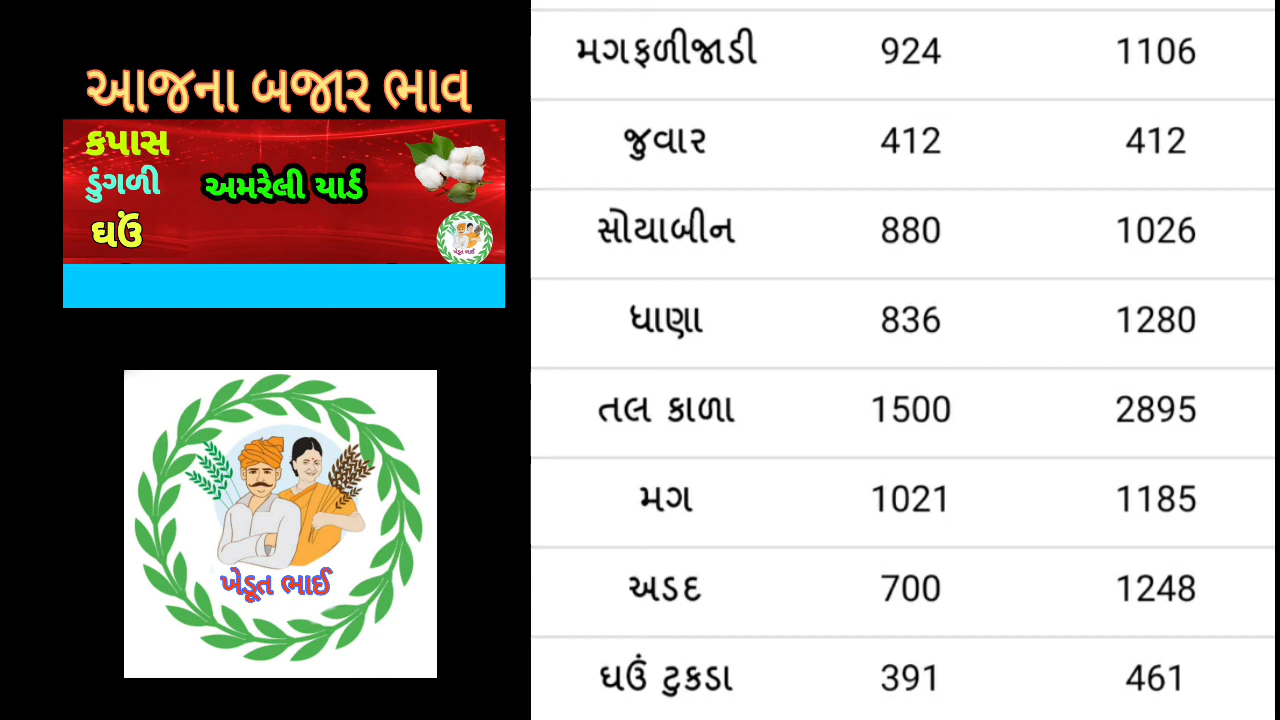 આજના બજાર ભાવ
કપાસ
ડુંગળી
અમરેલી યાર્ડ
ઘઉં
ખેડૂત ભાઈ
ખેડૂત ભાઈ
મગફળીજાડી 924 1106
જુવાર 412 412
સોયાબીન 880 1026
ધાણા 836 1280
તલ કાળા 1500 2895
મગ 1021 1185
અડદ 700 1248
ઘઉં ટુકડા 391 461